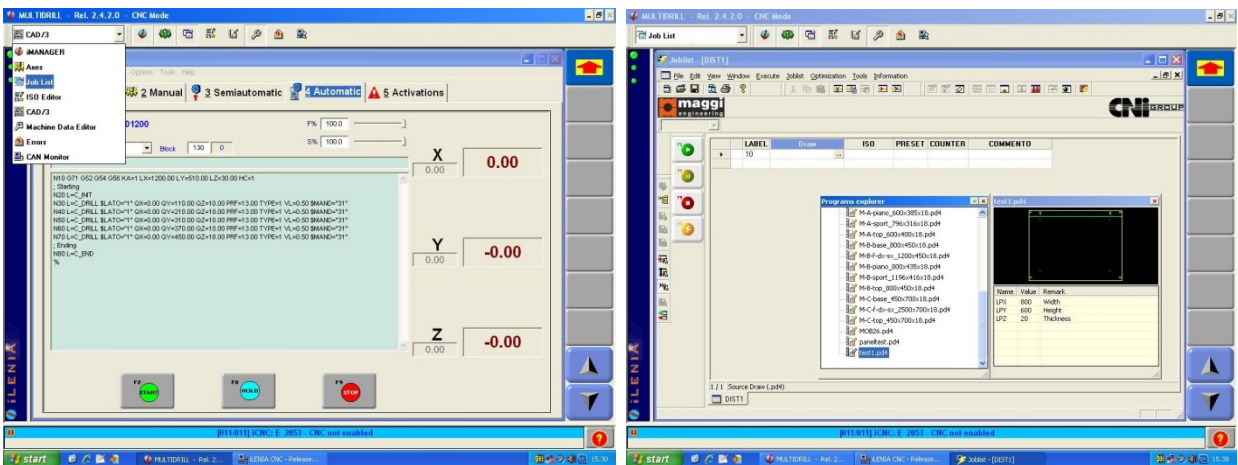 MULTIDRILL - Rel. 2.4.2.0 - CNC Mode
CAD/3
iMANAGER
Axes
Job List
ISO Editor
CAD/3
Machine Data Editor
Errors
CAN Monitor
Options Tools Help
2 Manual 3 Semiautomatic 4 Automatic 5 Activations
01200
F% 100.0
S% 100.0
Block 130 0
X 0.00
0.00
N10 G71 G52 G54 G56 KA=1 LX=1200.00 LY=510.00 LZ=30.00 HC=1
; Starting
N20 L=C_INIT
N30 L=C_DRILL $LATO="1" QX=0.00 QY=110.00 QZ=10.00 PRF=13.00 TYPE=1 VL=0.50 $MAND="31"
N40 L=C_DRILL $LATO="1" QX=0.00 QY=210.00 QZ=10.00 PRF=13.00 TYPE=1 VL=0.50 $MAND="31"
N50 L=C_DRILL $LATO="1" QX=0.00 QY=310.00 QZ=10.00 PRF=13.00 TYPE=1 VL=0.50 $MAND="31"
N60 L=C_DRILL $LATO="1" QX=0.00 QY=370.00 QZ=10.00 PRF=13.00 TYPE=1 VL=0.50 $MAND="31"
N70 L=C_DRILL $LATO="1" QX=0.00 QY=450.00 QZ=10.00 PRF=13.00 TYPE=1 VL=0.50 $MAND="31"
; Ending
N80 L=C_END
%
Y -0.00
0.00
Z -0.00
0.00
F2 START
F8 HOLD
F9 STOP
iLENIA
[011/011] iCNC: E 2053 - CNC not enabled
start MULTIDRILL - Rel. 2... iLENIA CNC - Release... 15.30
MULTIDRILL - Rel. 2.4.2.0 - CNC Mode
Job List
Joblist - [DIST1]
File Edit View Window Execute Joblist Optimization Tools Information
maggi engineering
CNi GROUP
LABEL Draw ISO PRESET COUNTER COMMENTO
10 ...
Programs explorer
M-A-piano_600x385x18.pd4
M-A-sport_796x316x18.pd4
M-A-top_600x400x18.pd4
M-B-base_800x450x18.pd4
M-B-f-dx-sx_1200x450x18.pd4
M-B-piano_800x435x18.pd4
M-B-sport_1196x416x18.pd4
M-B-top_800x450x18.pd4
M-C-base_450x700x18.pd4
M-C-f-dx-sx_2500x700x18.pd4
M-C-top_450x700x18.pd4
MOB26.pd4
paneltest.pd4
test1.pd4
test1.pd4
Name Value Remark
LPX 800 Width
LPY 600 Height
LPZ 20 Thickness
1 / 1 Source Draw (.pd4)
DIST1
iLENIA
[011/011] iCNC: E 2053 - CNC not enabled
start MULTIDRILL - Rel. 2... iLENIA CNC - Release... Joblist - [DIST1] 15.30